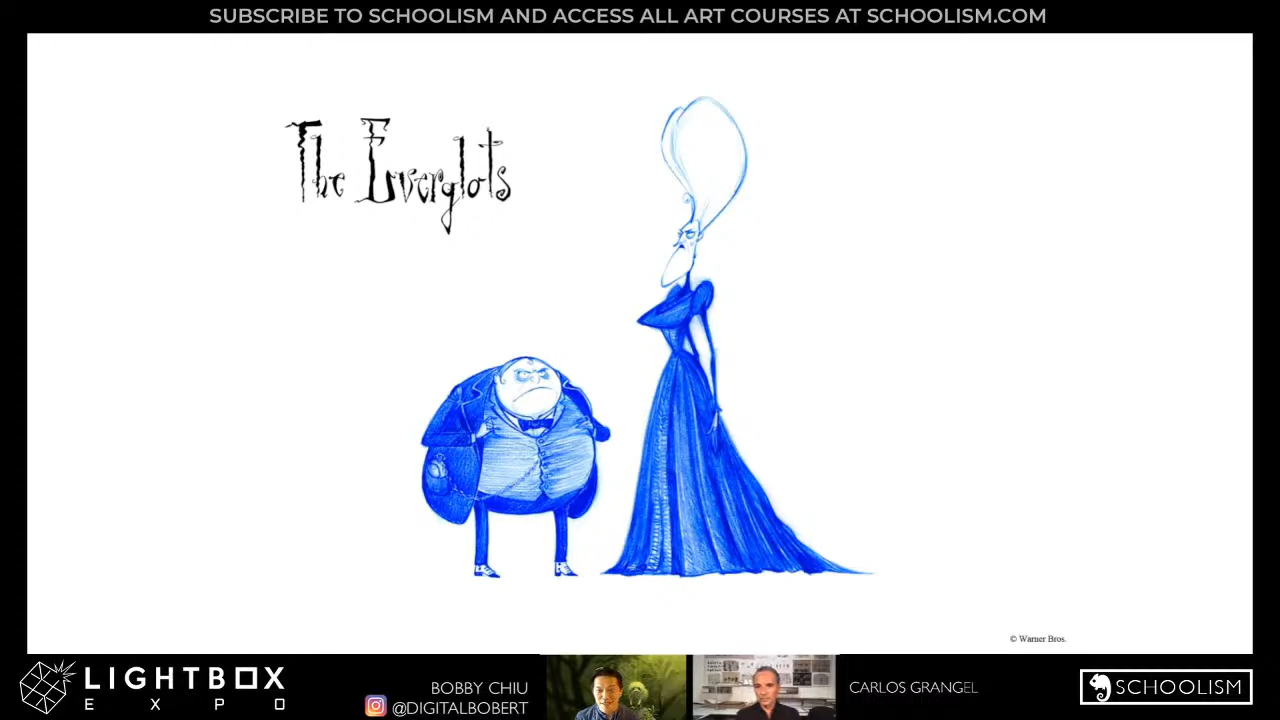 SUBSCRIBE TO SCHOOLISM AND ACCESS ALL ART COURSES AT SCHOOLISM.COM
The Everglots
© Warner Bros.
LIGHTBOX
EXPO
BOBBY CHIU
@DIGITALBOBERT
CARLOS GRANGEL
SCHOOLISM